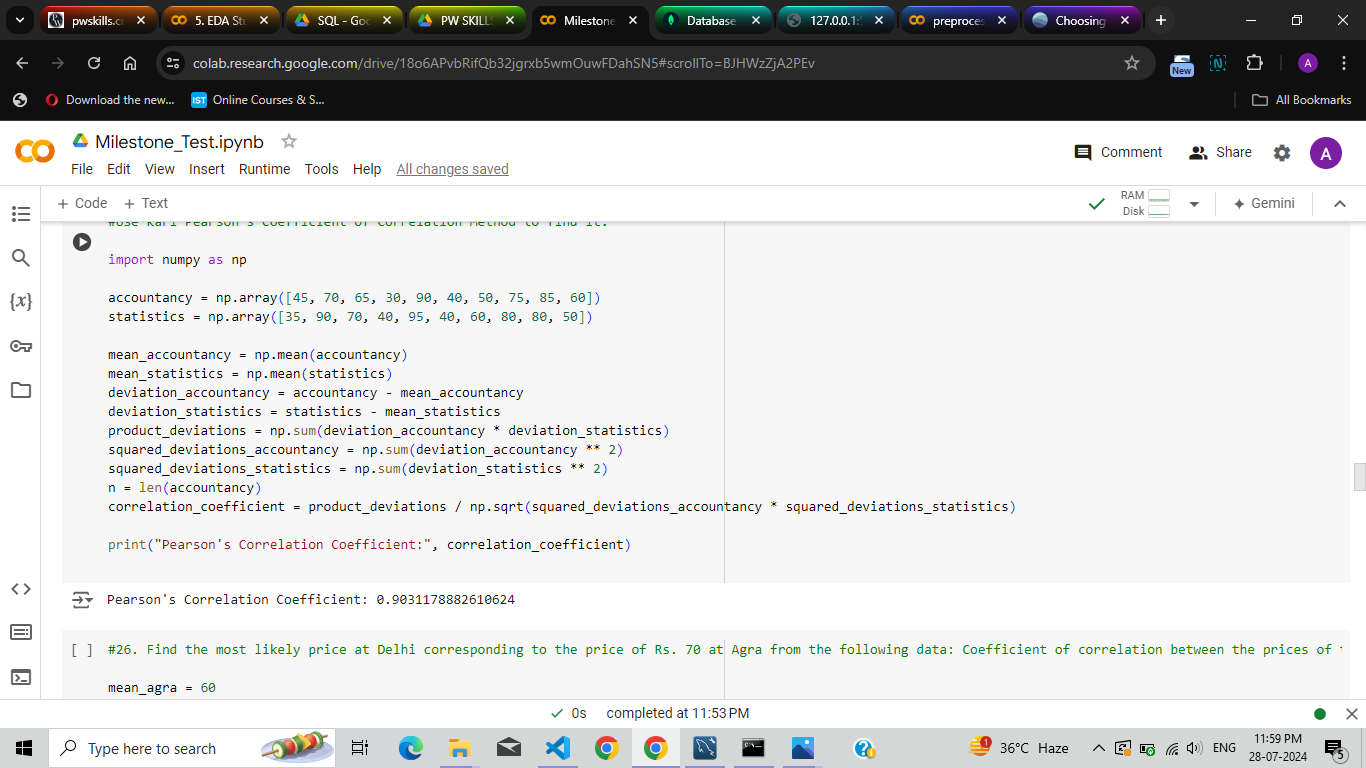 pwskills.c
5. EDA Stu
SQL - Goo
PW SKILL
Milestone
Database
127.0.0.1:
preproces
Choosing
colab.research.google.com/drive/18o6APvbRifQb32jgrxb5wmOuwFDahSN5#scrollTo=BJHWzZjA2PEv
New
A
Download the new...
IST
Online Courses & S...
All Bookmarks
Milestone_Test.ipynb
Comment
Share
A
File Edit View Insert Runtime Tools Help All changes saved
+ Code + Text
RAM
Disk
Gemini
#Use Karl Pearson's Coefficient of Correlation Method to find it.
import numpy as np
accountancy = np.array([45, 70, 65, 30, 90, 40, 50, 75, 85, 60])
statistics = np.array([35, 90, 70, 40, 95, 40, 60, 80, 80, 50])
mean_accountancy = np.mean(accountancy)
mean_statistics = np.mean(statistics)
deviation_accountancy = accountancy - mean_accountancy
deviation_statistics = statistics - mean_statistics
product_deviations = np.sum(deviation_accountancy * deviation_statistics)
squared_deviations_accountancy = np.sum(deviation_accountancy ** 2)
squared_deviations_statistics = np.sum(deviation_statistics ** 2)
n = len(accountancy)
correlation_coefficient = product_deviations / np.sqrt(squared_deviations_accountancy * squared_deviations_statistics)
print("Pearson's Correlation Coefficient:", correlation_coefficient)
Pearson's Correlation Coefficient: 0.9031178882610624
[ ] #26. Find the most likely price at Delhi corresponding to the price of Rs. 70 at Agra from the following data: Coefficient of correlation between the prices of
mean_agra = 60
0s completed at 11:53 PM
Type here to search
1
36°C Haze
ENG
11:59 PM
28-07-2024
5